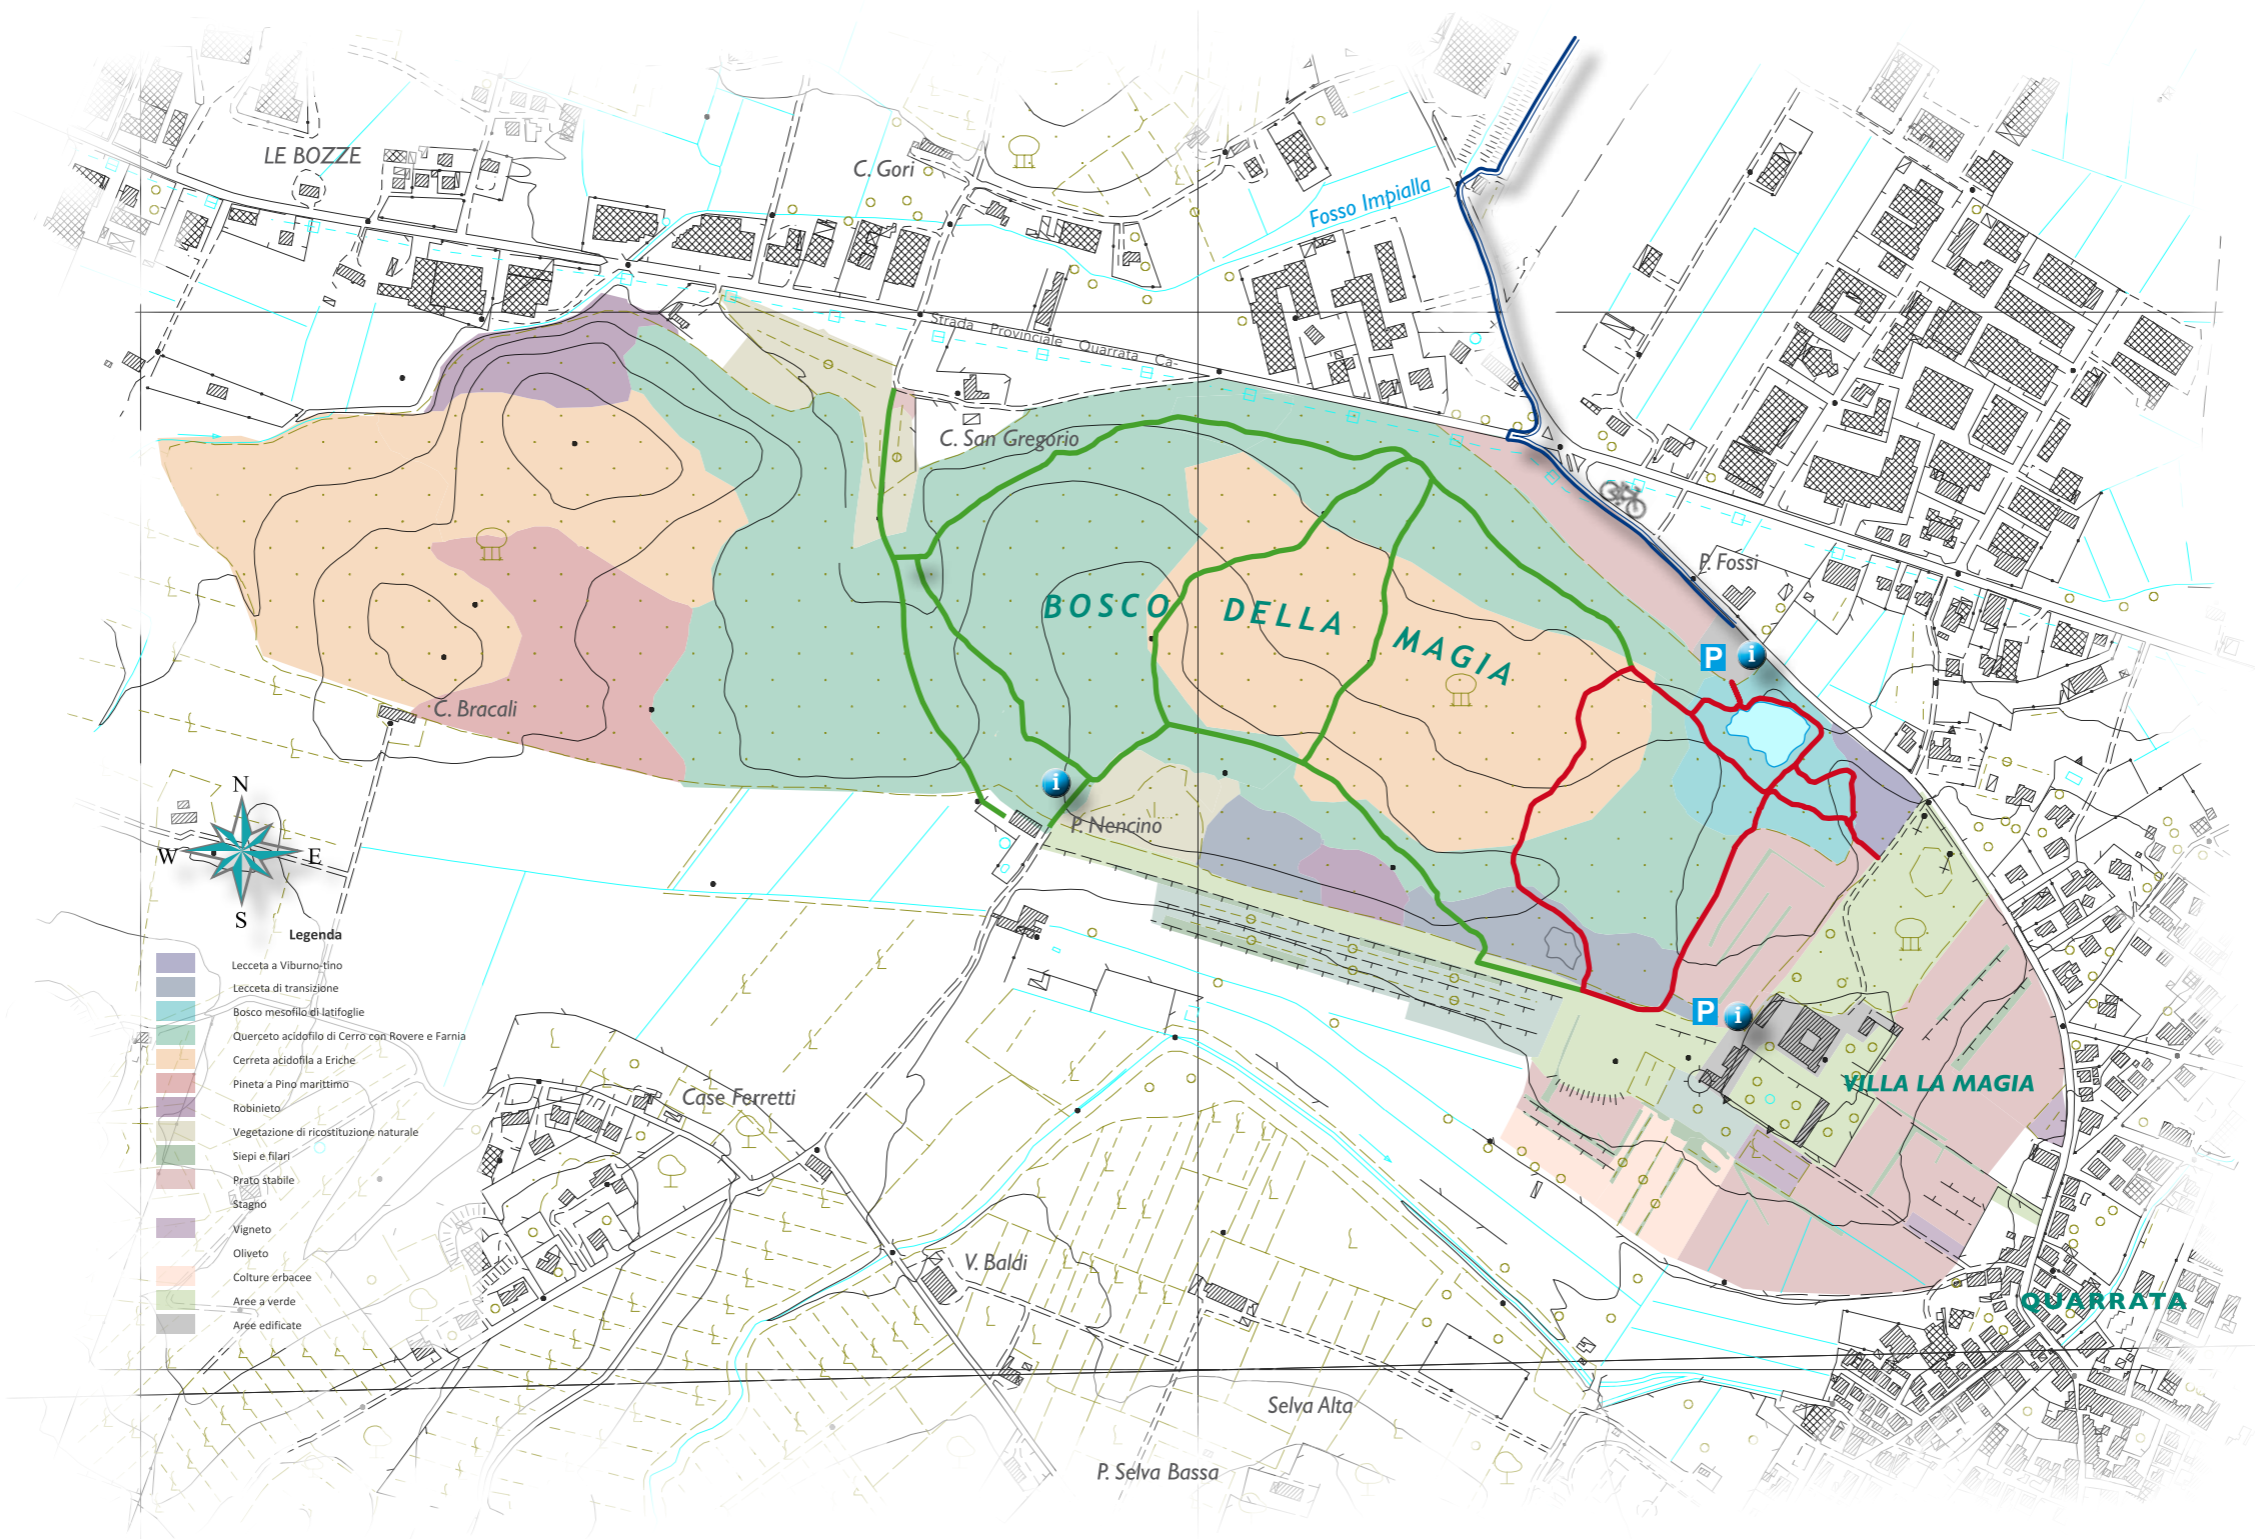 LE BOZZE
C. Gori
Fosso Impialla
Strada Provinciale Quarrata Ca-
C. San Gregorio
P. Fossi
BOSCO DELLA MAGIA
P i
C. Bracali
i
P. Nencino
N
W E
S
P i
VILLA LA MAGIA
Case Ferretti
V. Baldi
QUARRATA
Selva Alta
P. Selva Bassa
Legenda
Lecceta a Viburno-tino
Lecceta di transizione
Bosco mesofilo di latifoglie
Querceto acidofilo di Cerro con Rovere e Farnia
Cerreta acidofila a Eriche
Pineta a Pino marittimo
Robinieto
Vegetazione di ricostituzione naturale
Siepi e filari
Prato stabile
Stagno
Vigneto
Oliveto
Colture erbacee
Aree a verde
Aree edificate